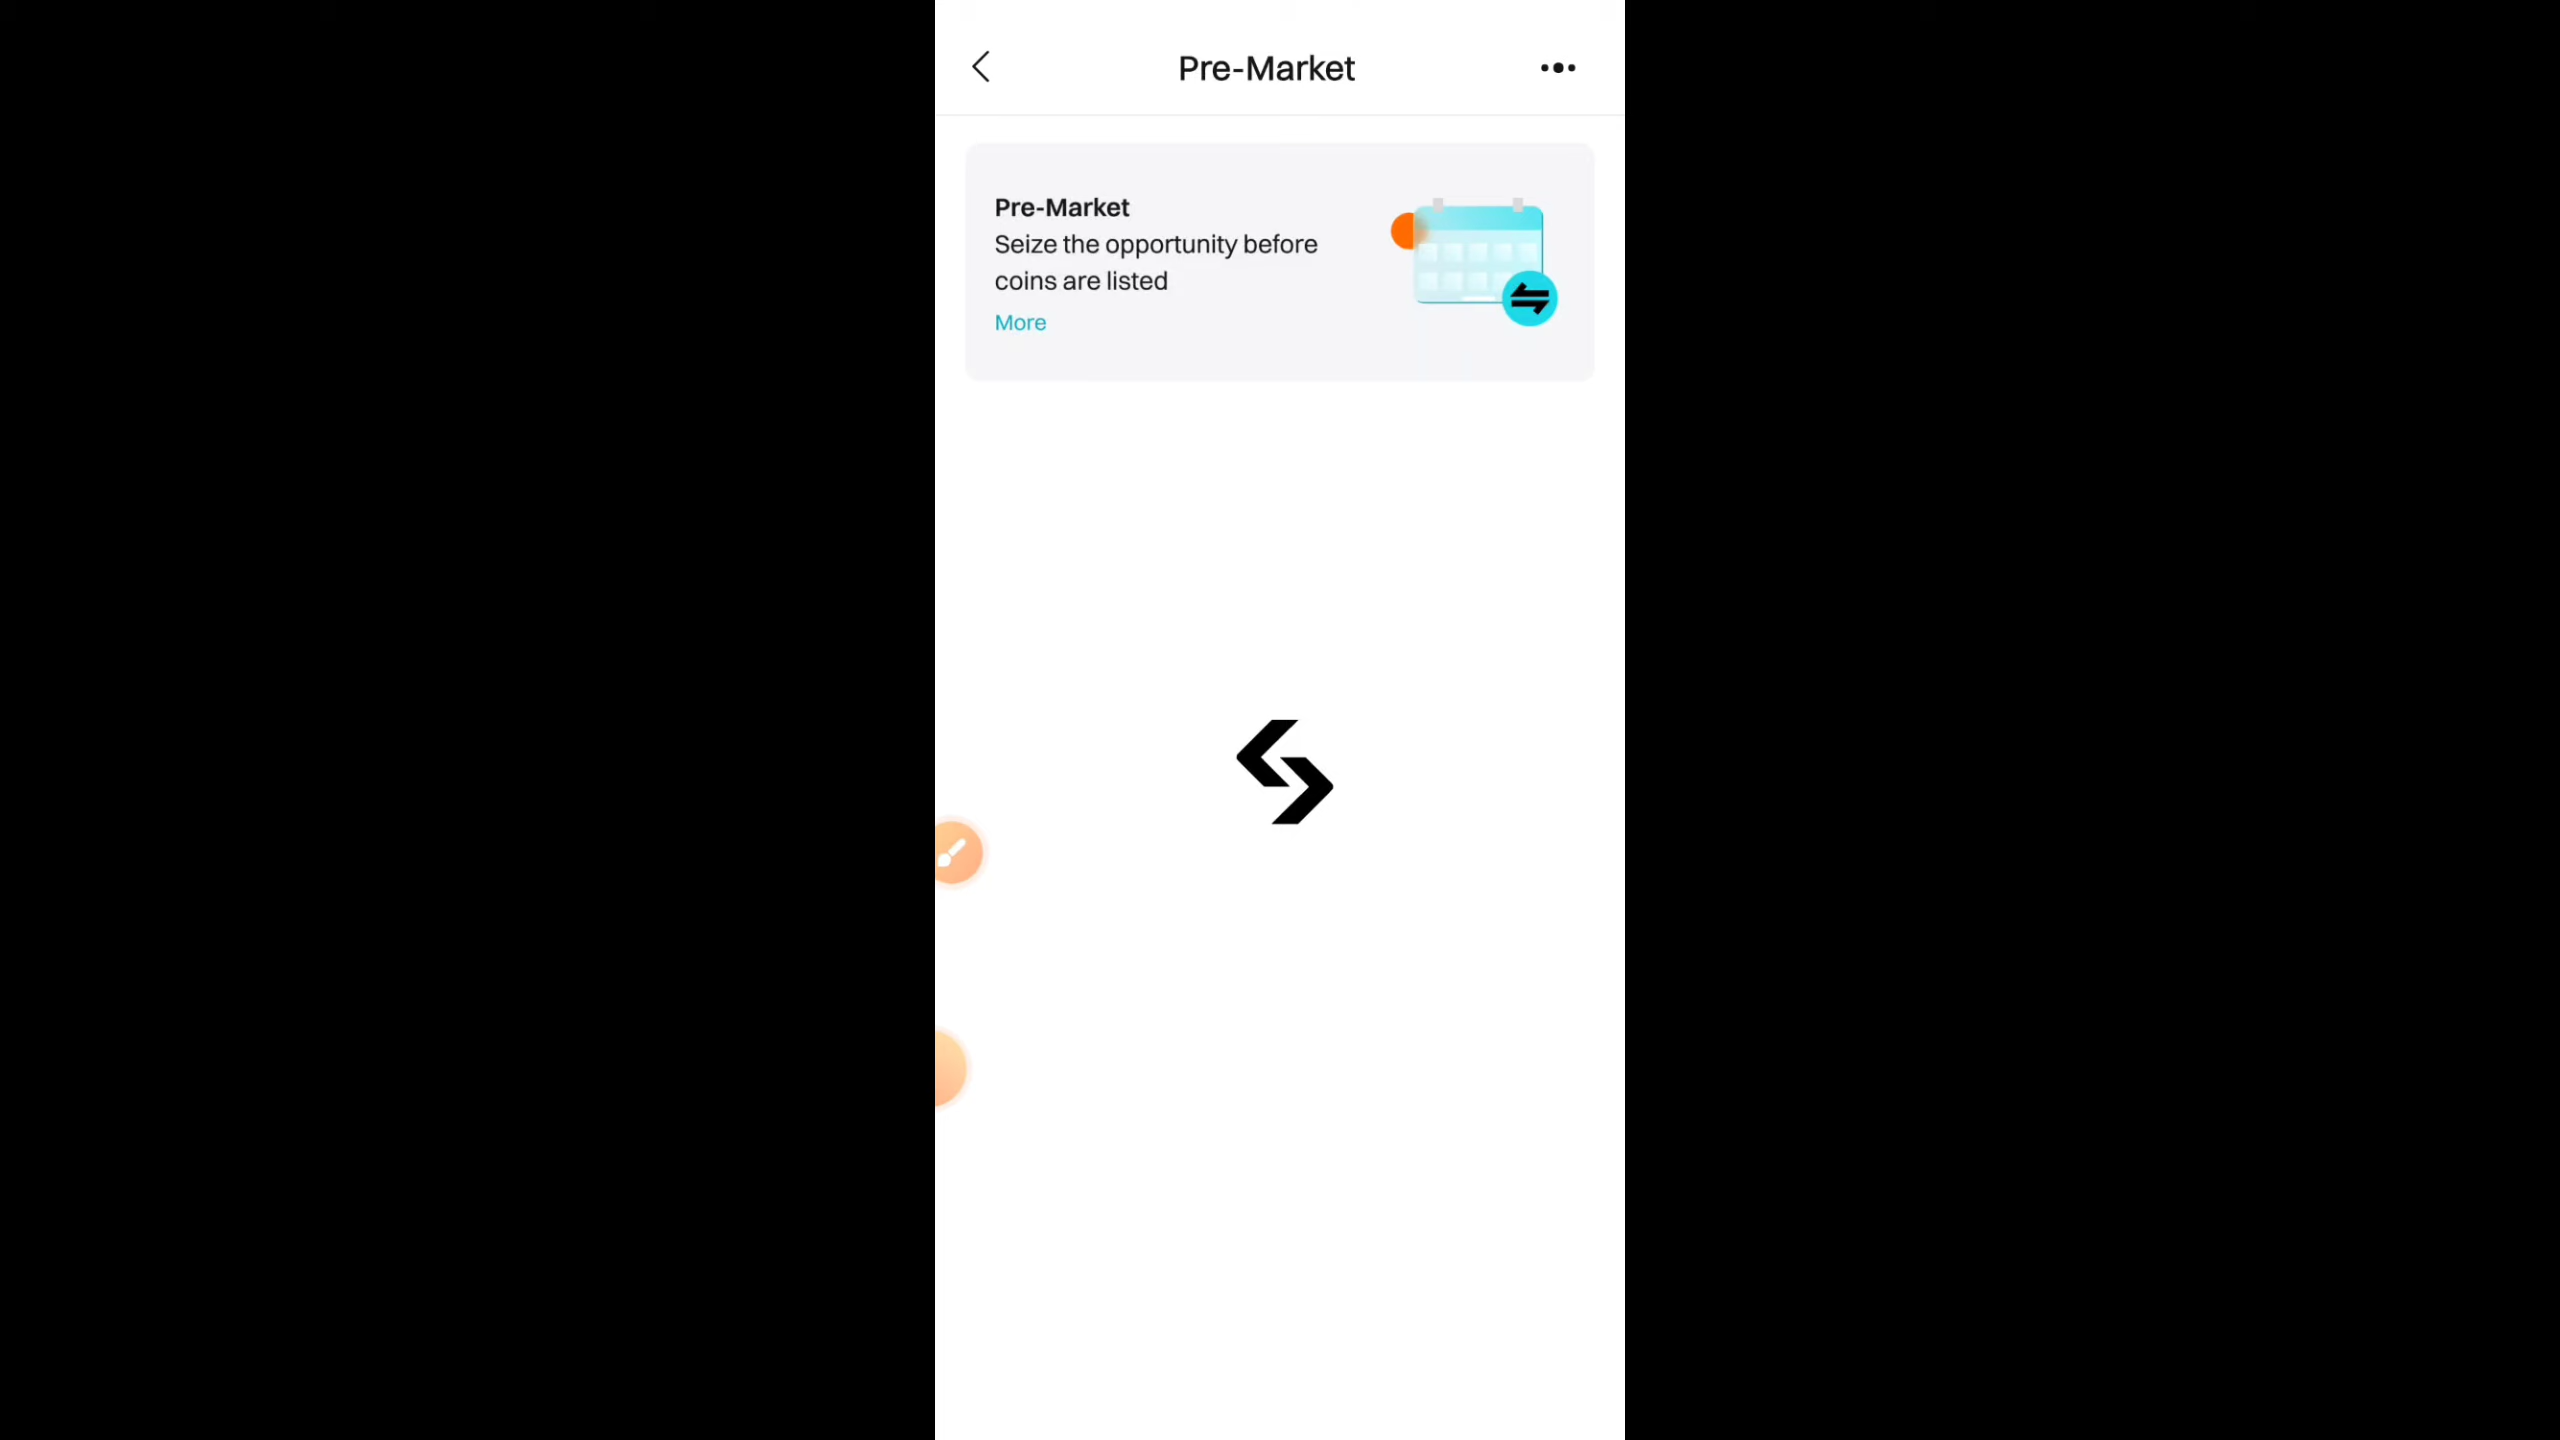 Pre-Market
Pre-Market
Seize the opportunity before
coins are listed
More